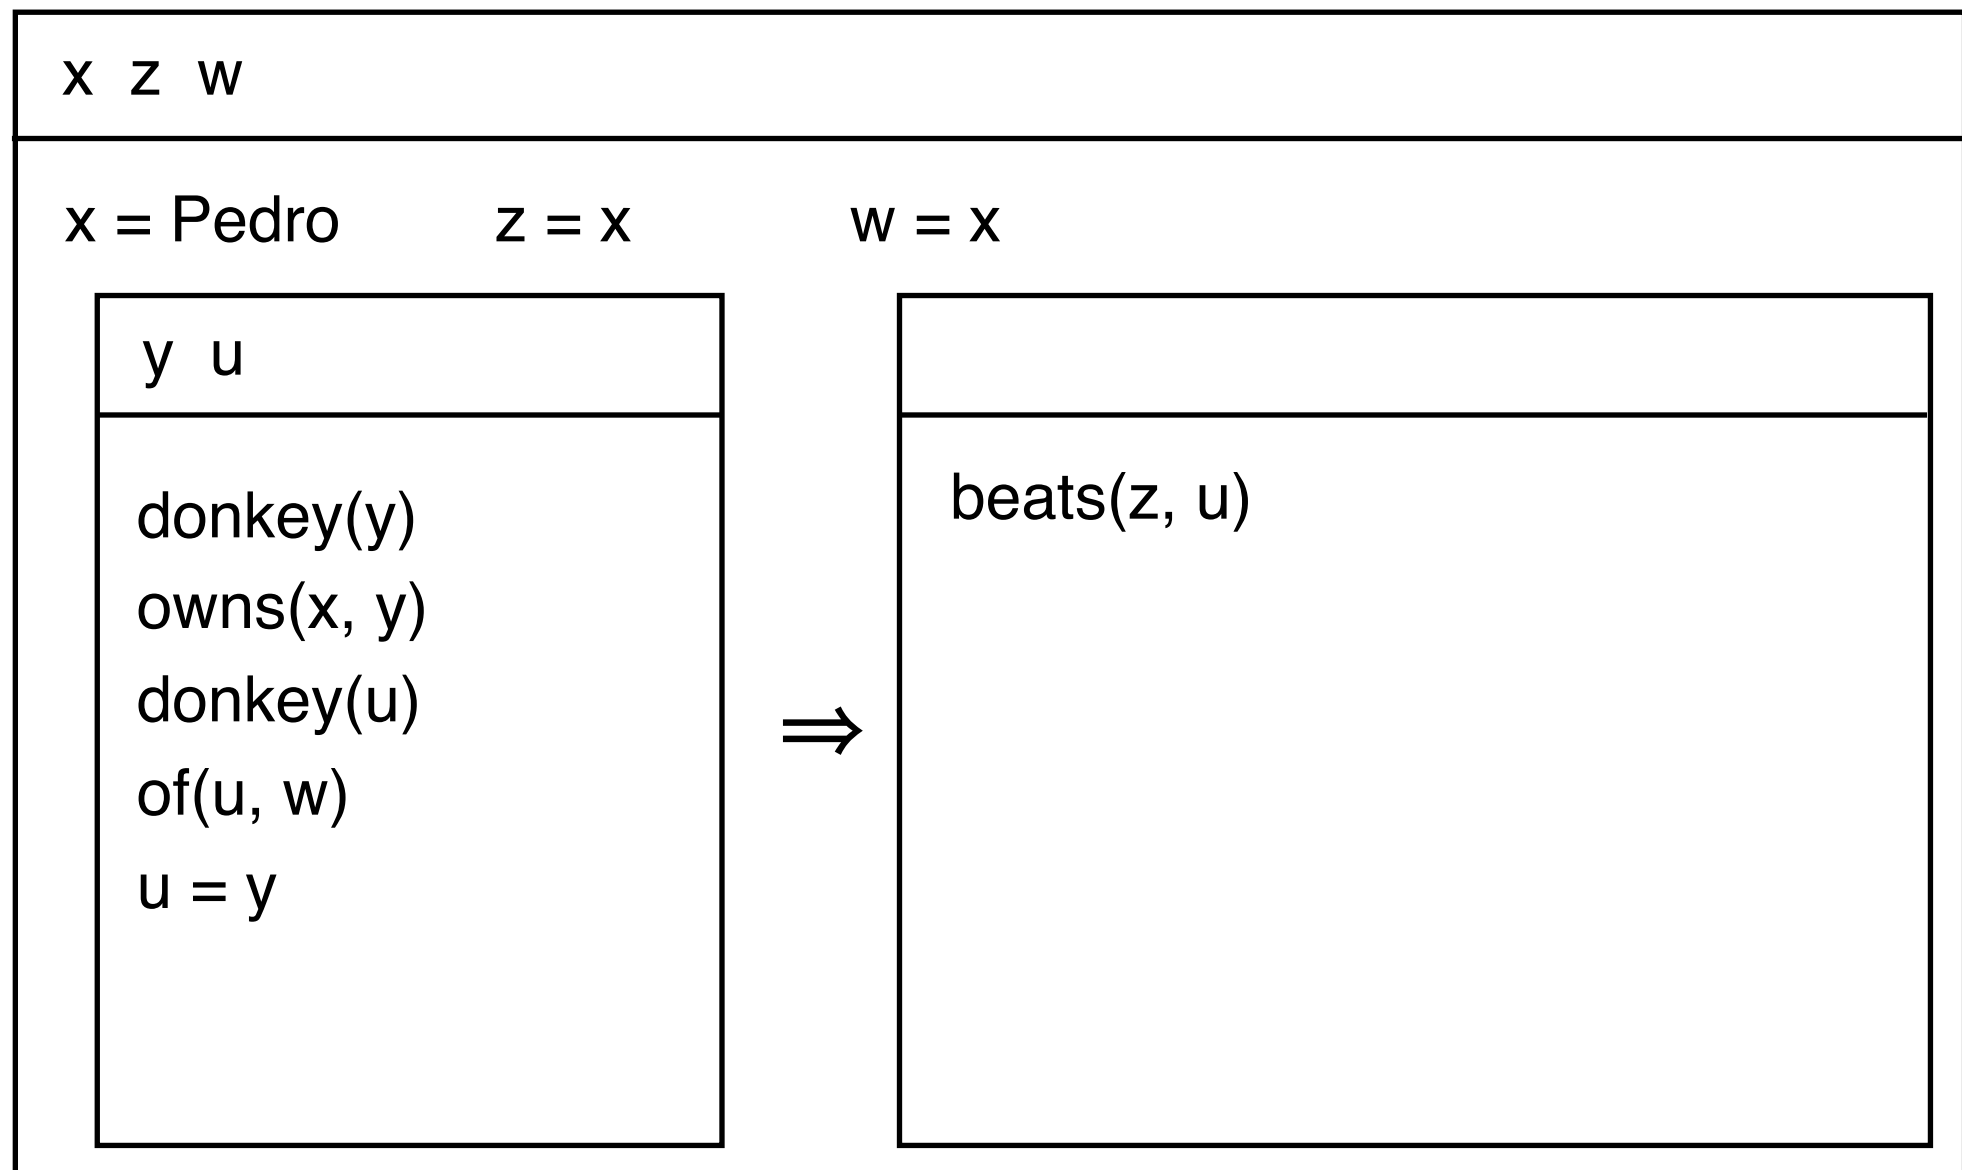 x z w
x = Pedro z = x w = x
y u
donkey(y)
owns(x, y)
donkey(u)
of(u, w)
u = y
⇒
beats(z, u)